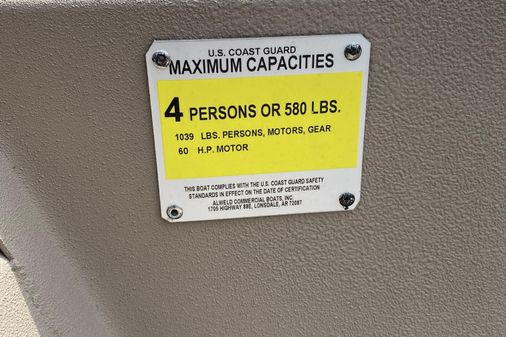 U.S. COAST GUARD
MAXIMUM CAPACITIES
4 PERSONS OR 580 LBS.
1039 LBS. PERSONS, MOTORS, GEAR
60 H.P. MOTOR
THIS BOAT COMPLIES WITH THE U.S. COAST GUARD SAFETY
STANDARDS IN EFFECT ON THE DATE OF CERTIFICATION
ALWELD COMMERCIAL BOATS, INC.
1705 HIGHWAY 88E, LONSDALE, AR 72087